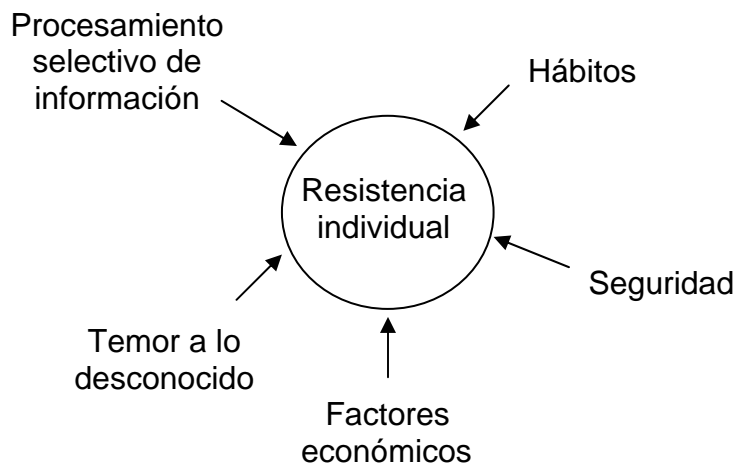 Procesamiento
selectivo de
información
Hábitos
Resistencia
individual
Seguridad
Temor a lo
desconocido
Factores
económicos